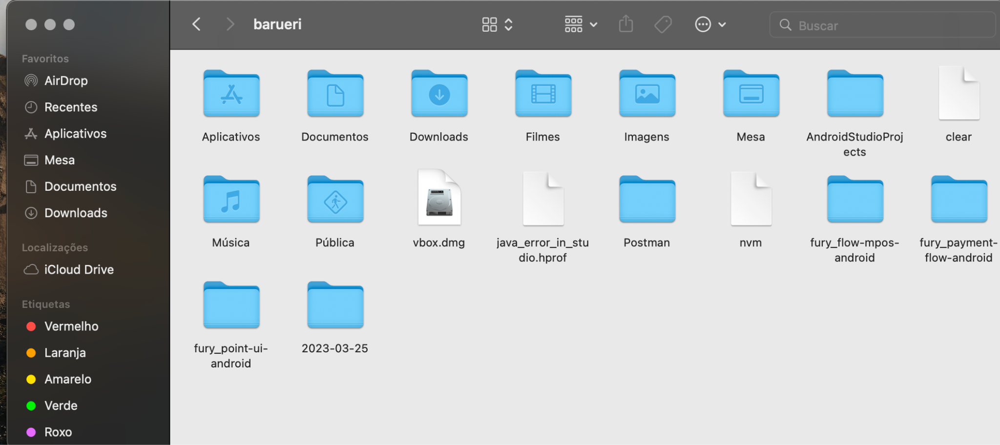 barueri
Buscar
Favoritos
AirDrop
Recentes
Aplicativos
Mesa
Documentos
Downloads
Localizações
iCloud Drive
Etiquetas
Vermelho
Laranja
Amarelo
Verde
Roxo
Aplicativos
Documentos
Downloads
Filmes
Imagens
Mesa
AndroidStudioProj
ects
clear
Música
Pública
vbox.dmg
java_error_in_stu
dio.hprof
Postman
nvm
fury_flow-mpos-
android
fury_payment-
flow-android
fury_point-ui-
android
2023-03-25